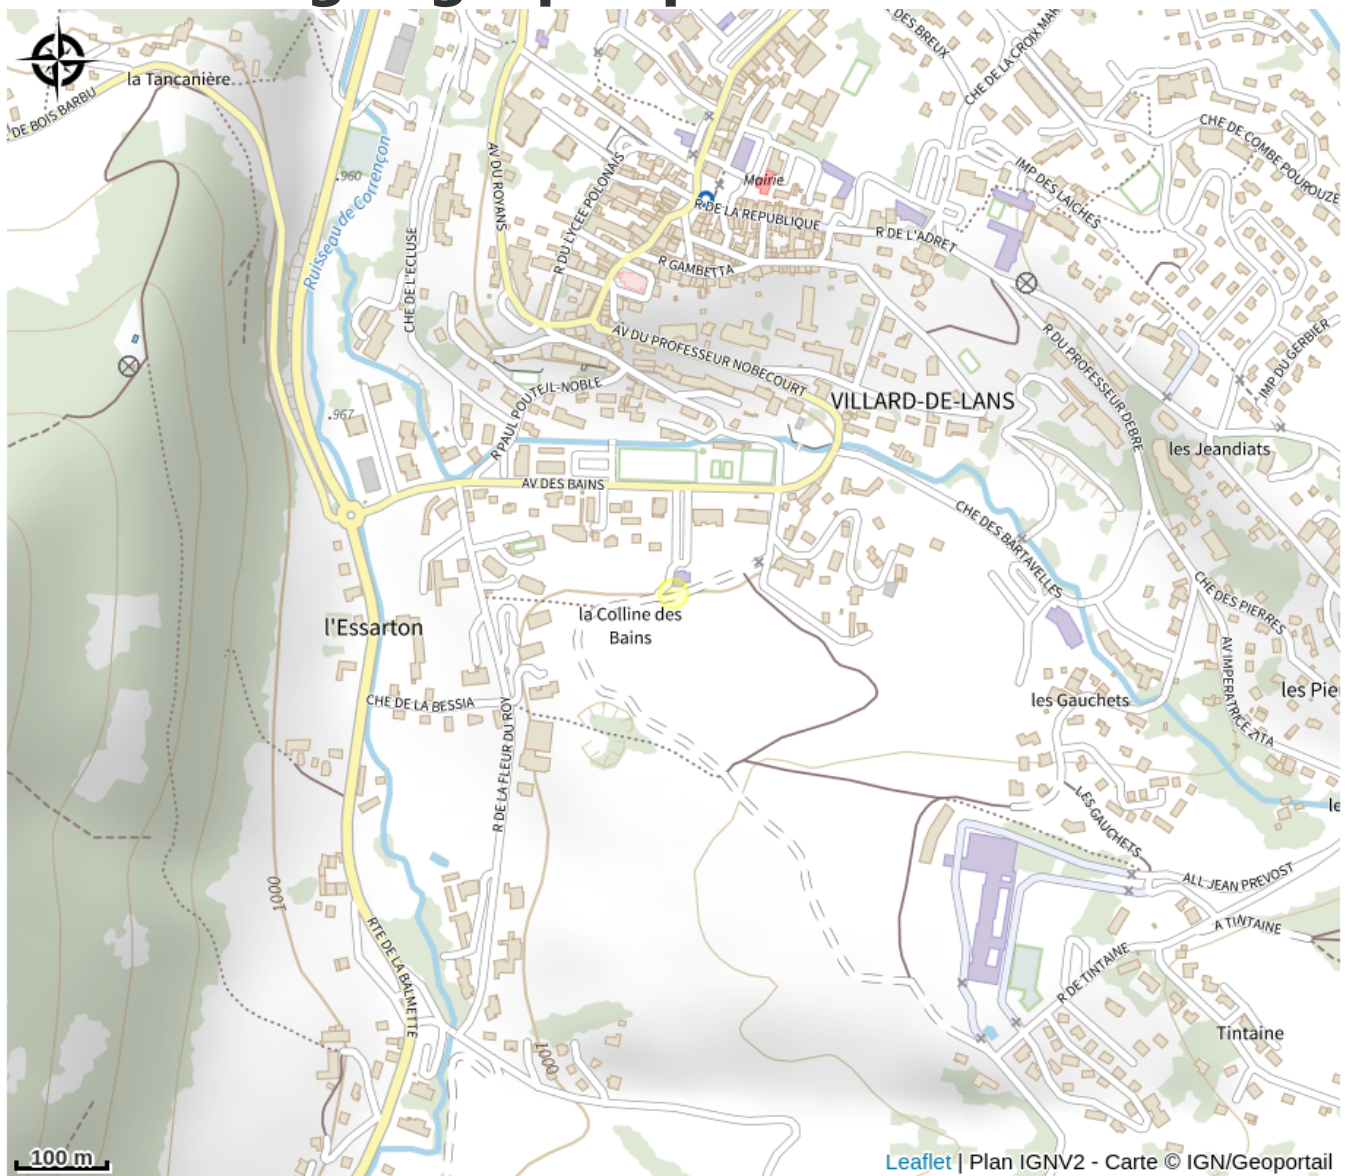 DES BREUX
CHE DE LA CROIX MAR
la Tancanière
DE BOIS BARBU
CHE DE COMBE POUROUZE
Ruisseau de Corrençon
.960
AV DU ROYANS
R DU LYCEE POLONAIS
Mairie
IMP DES LAICHES
R DE LA REPUBLIQUE
R DE L'ADRET
CHE DE L'ECLUSE
R GAMBETTA
AV DU PROFESSEUR NOBECOURT
R DU PROFESSEUR DEBRE
IMP DU GERBIER
R PAUL POUTEIL-NOBLE
VILLARD-DE-LANS
.967
les Jeandiats
AV DES BAINS
CHE DES BARTAVELLES
la Colline des
Bains
l'Essarton
CHE DES PIERRES
AV IMPERATRICE ZITA
les Pie
CHE DE LA BESSIA
les Gauchets
R DE LA FLEUR DU ROY
LES GAUCHETS
le
ALL JEAN PREVOST
1000
A TINTAINE
RTE DE LA BALMETTE
R DE TINTAINE
Tintaine
1000
100 m
Leaflet | Plan IGNV2 - Carte © IGN/Geoportail